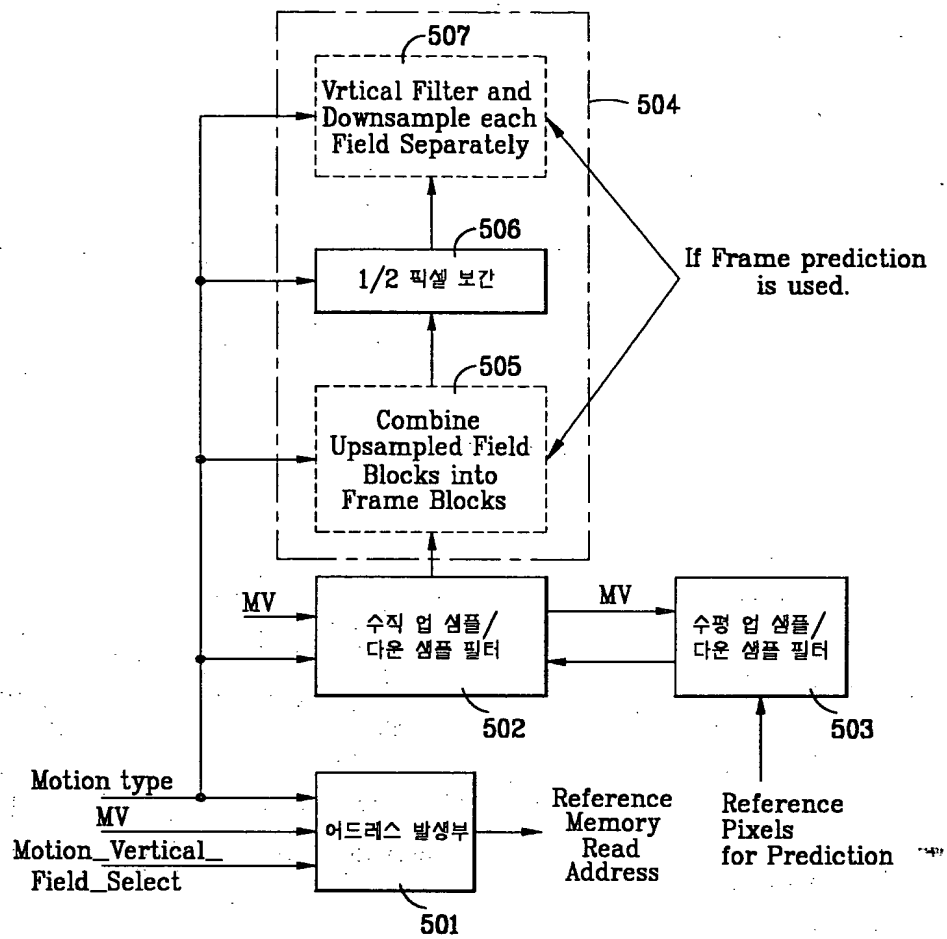 507
Vrtical Filter and
Downsample each
Field Separately
504
506
1/2 픽셀 보간
If Frame prediction
is used.
505
Combine
Upsampled Field
Blocks into
Frame Blocks
MV
수직 업 샘플/
다운 샘플 필터
502
MV
수평 업 샘플/
다운 샘플 필터
503
Motion type
MV
Motion_Vertical_
Field_Select
어드레스 발생부
501
Reference
Memory
Read
Address
Reference
Pixels
for Prediction